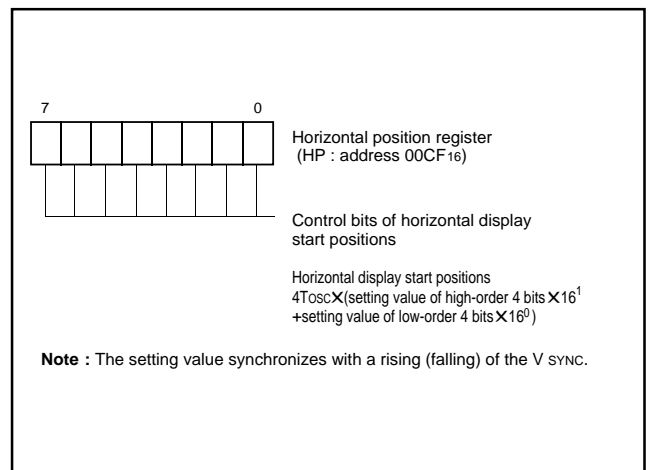 7 0
Horizontal position register
(HP : address 00CF16)
Control bits of horizontal display
start positions
Horizontal display start positions
4TOSC×(setting value of high-order 4 bits×16¹
+setting value of low-order 4 bits×16⁰)
Note : The setting value synchronizes with a rising (falling) of the V SYNC.